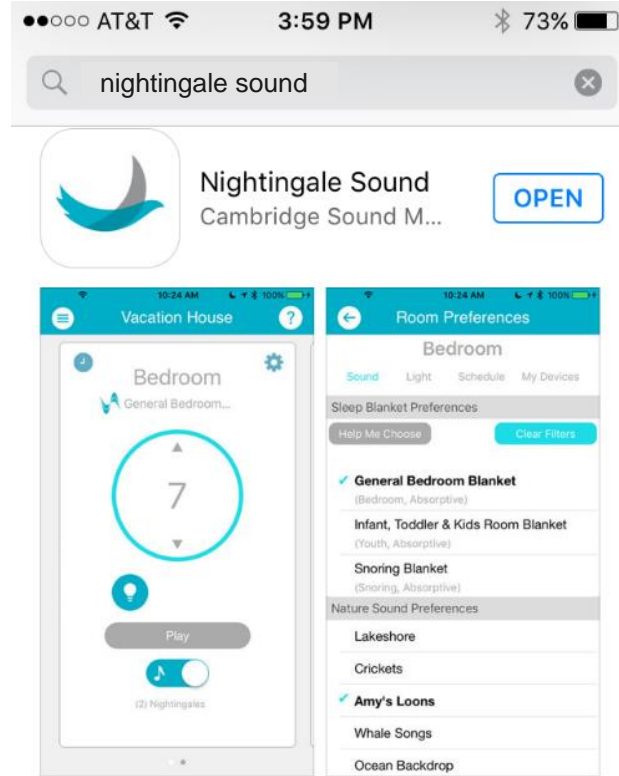 AT&T 3:59 PM 73%
nightingale sound
Nightingale Sound
Cambridge Sound M...
OPEN
10:24 AM 100%
Vacation House ?
Bedroom
General Bedroom...
7
Play
(2) Nightingales
10:24 AM 100%
Room Preferences
Bedroom
Sound Light Schedule My Devices
Sleep Blanket Preferences
Help Me Choose Clear Filters
General Bedroom Blanket
(Bedroom, Absorptive)
Infant, Toddler & Kids Room Blanket
(Youth, Absorptive)
Snoring Blanket
(Snoring, Absorptive)
Nature Sound Preferences
Lakeshore
Crickets
Amy's Loons
Whale Songs
Ocean Backdrop